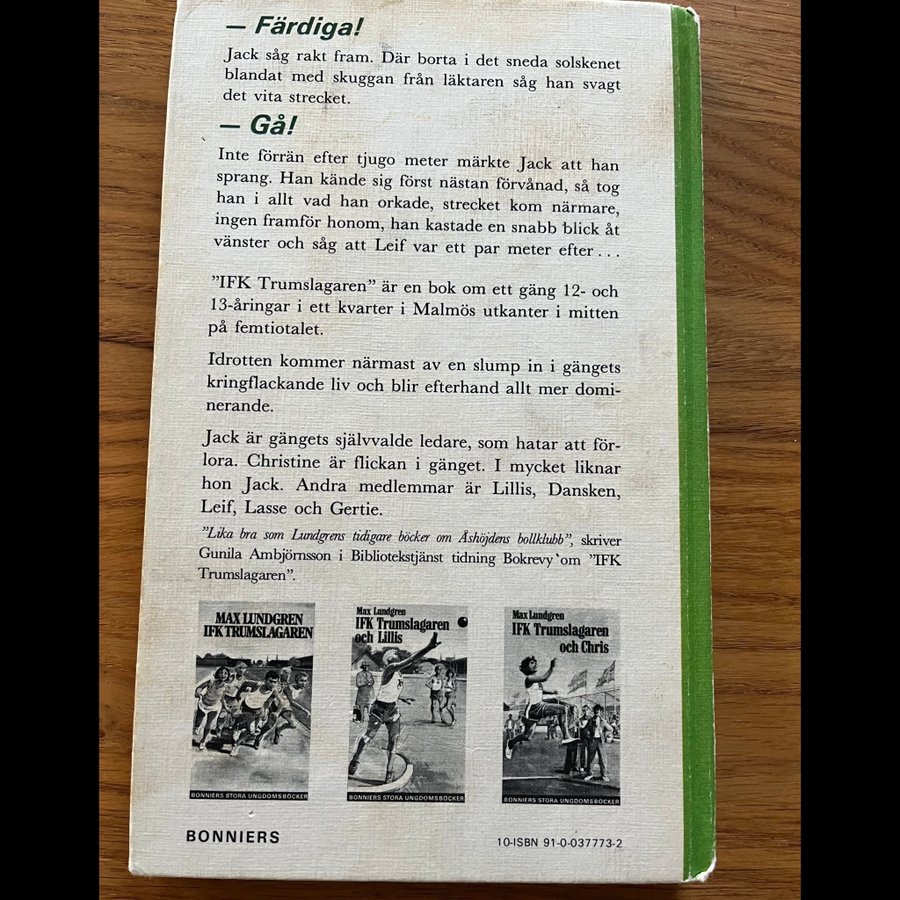 – Färdiga!
Jack såg rakt fram. Där borta i det sneda solskenet
blandat med skuggan från läktaren såg han svagt
det vita strecket.
– Gå!
Inte förrän efter tjugo meter märkte Jack att han
sprang. Han kände sig först nästan förvånad, så tog
han i allt vad han orkade, strecket kom närmare,
ingen framför honom, han kastade en snabb blick åt
vänster och såg att Leif var ett par meter efter...
”IFK Trumslagaren” är en bok om ett gäng 12- och
13-åringar i ett kvarter i Malmös utkanter i mitten
på femtiotalet.
Idrotten kommer närmast av en slump in i gängets
kringflackande liv och blir efterhand allt mer domi-
nerande.
Jack är gängets självvalde ledare, som hatar att för-
lora. Christine är flickan i gänget. I mycket liknar
hon Jack. Andra medlemmar är Lillis, Dansken,
Leif, Lasse och Gertie.
”Lika bra som Lundgrens tidigare böcker om Åshöjdens bollklubb”, skriver
Gunila Ambjörnsson i Bibliotekstjänst tidning Bokrevy`om ”IFK
Trumslagaren”.
MAX LUNDGREN
IFK TRUMSLAGAREN
BONNIERS STORA UNGDOMSBÖCKER
Max Lundgren
IFK Trumslagaren
och Lillis
BONNIERS STORA UNGDOMSBÖCKER
Max Lundgren
IFK Trumslagaren
och Chris
BONNIERS STORA UNGDOMSBÖCKER
BONNIERS
10-ISBN 91-0-037773-2